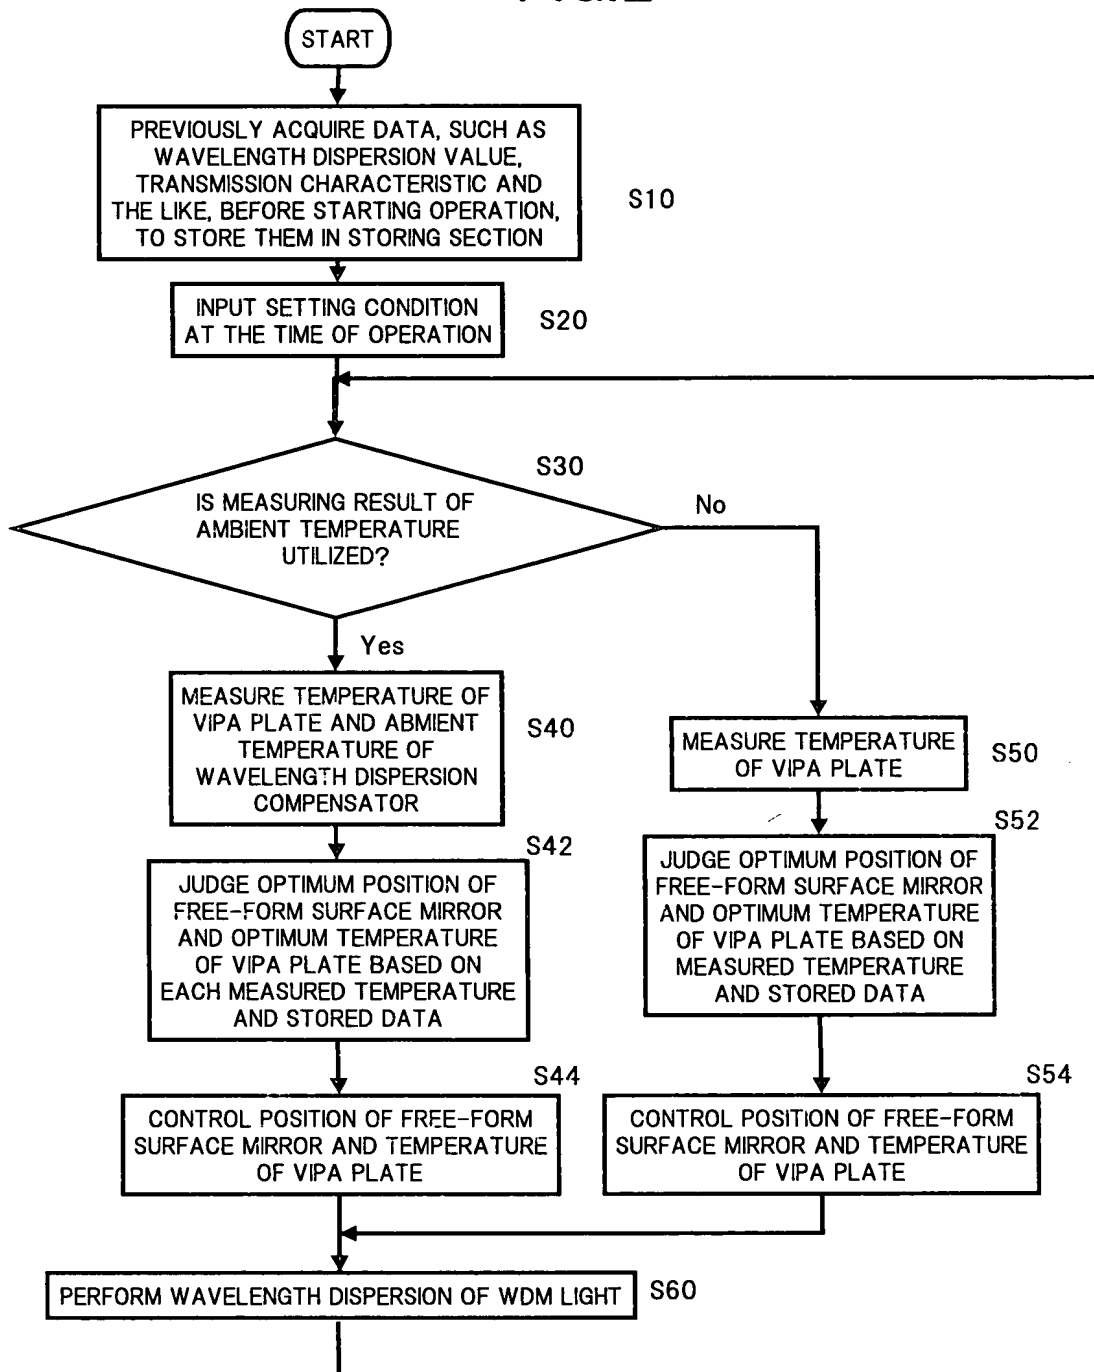 START
PREVIOUSLY ACQUIRE DATA, SUCH AS
WAVELENGTH DISPERSION VALUE,
TRANSMISSION CHARACTERISTIC AND
THE LIKE, BEFORE STARTING OPERATION,
TO STORE THEM IN STORING SECTION
S10
INPUT SETTING CONDITION
AT THE TIME OF OPERATION
S20
S30
IS MEASURING RESULT OF
AMBIENT TEMPERATURE
UTILIZED?
No
Yes
MEASURE TEMPERATURE OF
VIPA PLATE AND ABMIENT
TEMPERATURE OF
WAVELENGTH DISPERSION
COMPENSATOR
S40
MEASURE TEMPERATURE
OF VIPA PLATE
S50
S42
JUDGE OPTIMUM POSITION OF
FREE-FORM SURFACE MIRROR
AND OPTIMUM TEMPERATURE
OF VIPA PLATE BASED ON
EACH MEASURED TEMPERATURE
AND STORED DATA
S52
JUDGE OPTIMUM POSITION OF
FREE-FORM SURFACE MIRROR
AND OPTIMUM TEMPERATURE
OF VIPA PLATE BASED ON
MEASURED TEMPERATURE
AND STORED DATA
S44
CONTROL POSITION OF FREE-FORM
SURFACE MIRROR AND TEMPERATURE
OF VIPA PLATE
S54
CONTROL POSITION OF FREE-FORM
SURFACE MIRROR AND TEMPERATURE
OF VIPA PLATE
PERFORM WAVELENGTH DISPERSION OF WDM LIGHT
S60